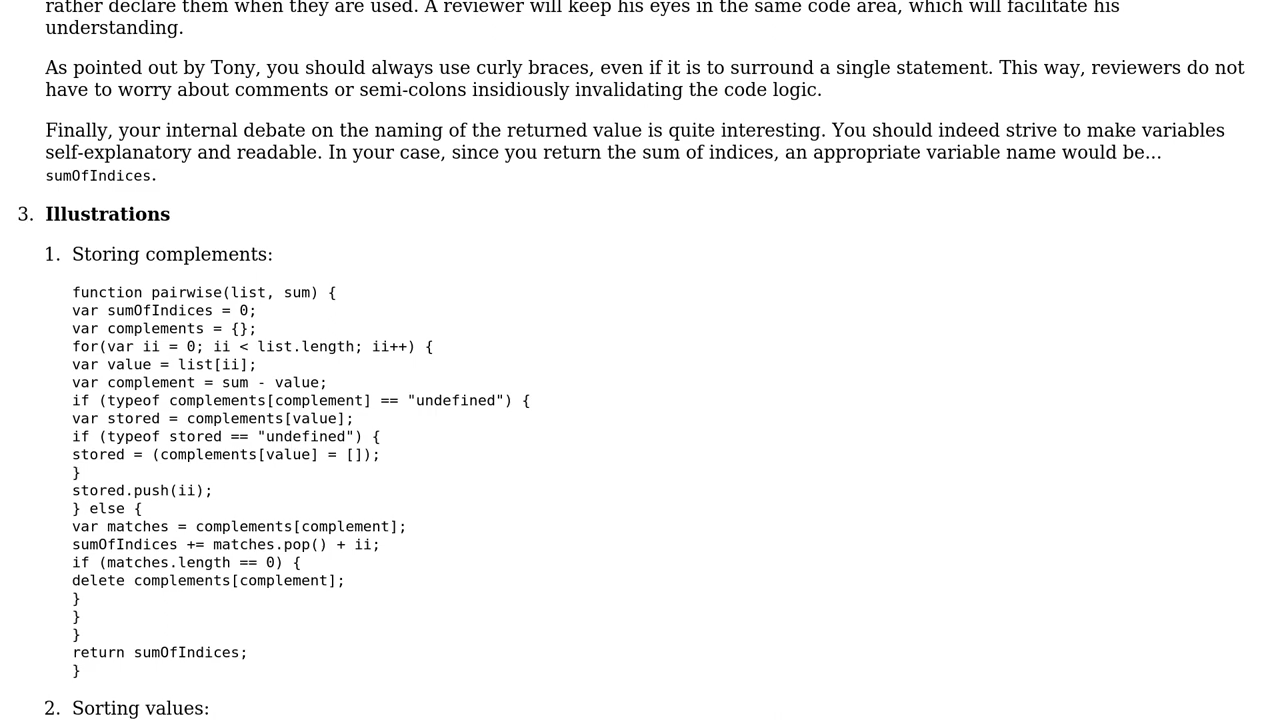 rather declare them when they are used. A reviewer will keep his eyes in the same code area, which will facilitate his
understanding.
As pointed out by Tony, you should always use curly braces, even if it is to surround a single statement. This way, reviewers do not
have to worry about comments or semi-colons insidiously invalidating the code logic.
Finally, your internal debate on the naming of the returned value is quite interesting. You should indeed strive to make variables
self-explanatory and readable. In your case, since you return the sum of indices, an appropriate variable name would be...
sumOfIndices.
3. Illustrations
1. Storing complements:
function pairwise(list, sum) {
var sumOfIndices = 0;
var complements = {};
for(var ii = 0; ii < list.length; ii++) {
var value = list[ii];
var complement = sum - value;
if (typeof complements[complement] == "undefined") {
var stored = complements[value];
if (typeof stored == "undefined") {
stored = (complements[value] = []);
}
stored.push(ii);
} else {
var matches = complements[complement];
sumOfIndices += matches.pop() + ii;
if (matches.length == 0) {
delete complements[complement];
}
}
}
return sumOfIndices;
}
2. Sorting values: